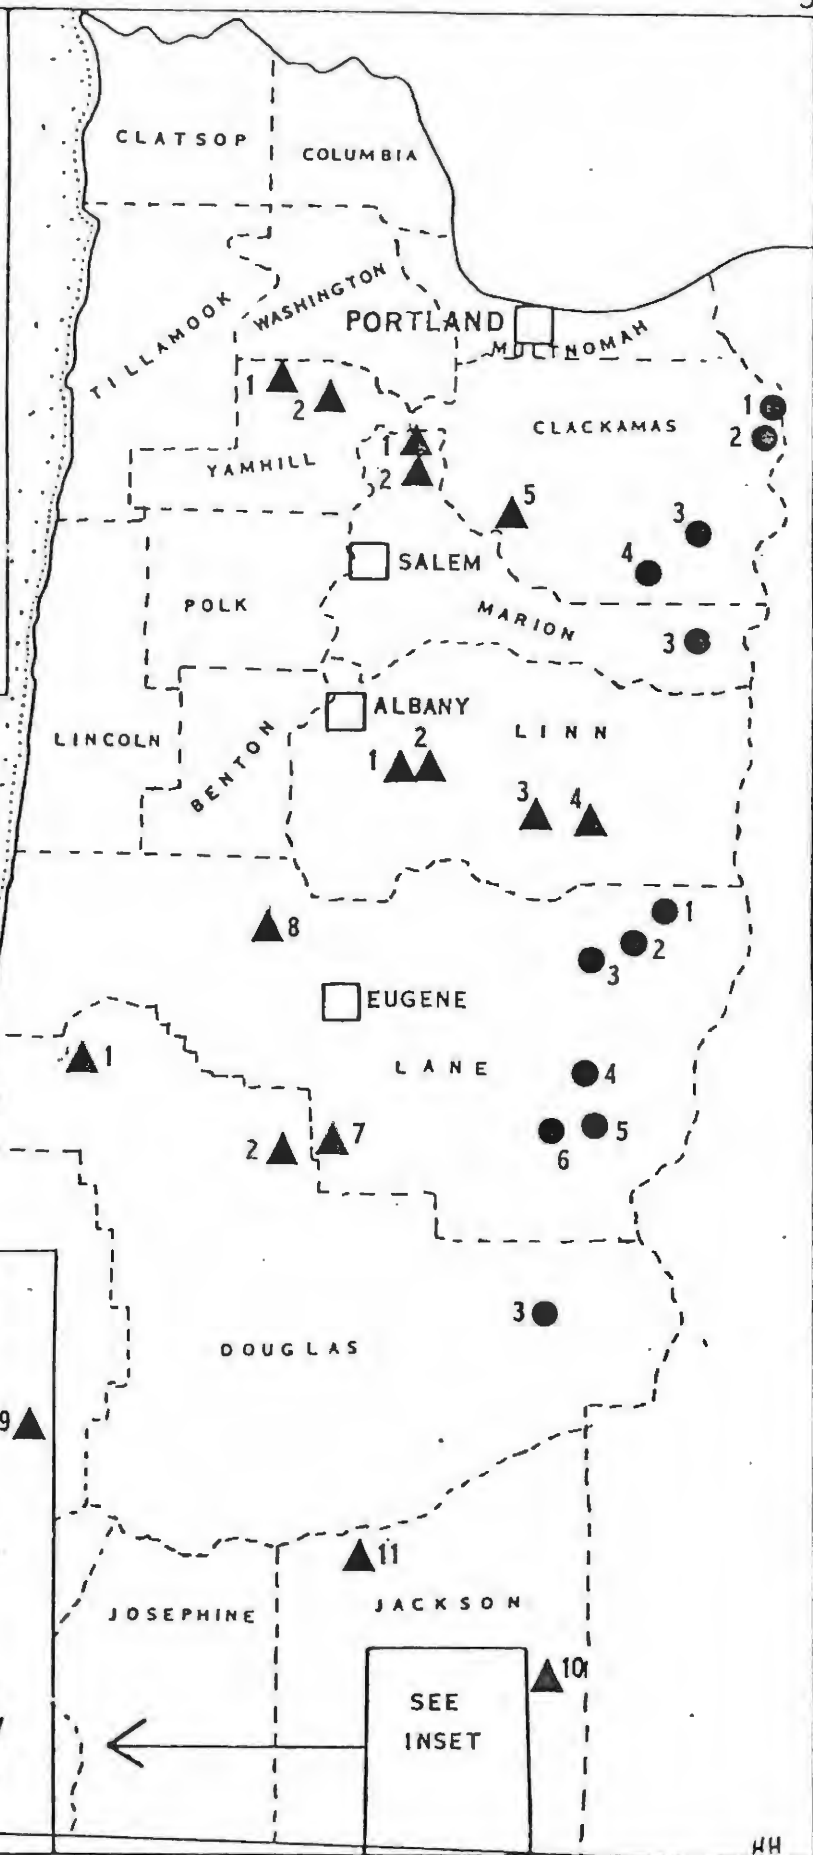 CLATSOP
COLUMBIA
TILLAMOOK
WASHINGTON
PORTLAND
MULTNOMAH
1
2
1
2
YAMHILL
CLACKAMAS
1
2
5
3
4
SALEM
POLK
MARION
3
ALBANY
LINCOLN
BENTON
LINN
1
2
3
4
8
1
2
3
EUGENE
1
LANE
4
5
6
2
7
3
DOUGLAS
9
11
JOSEPHINE
JACKSON
10
SEE
INSET
HH